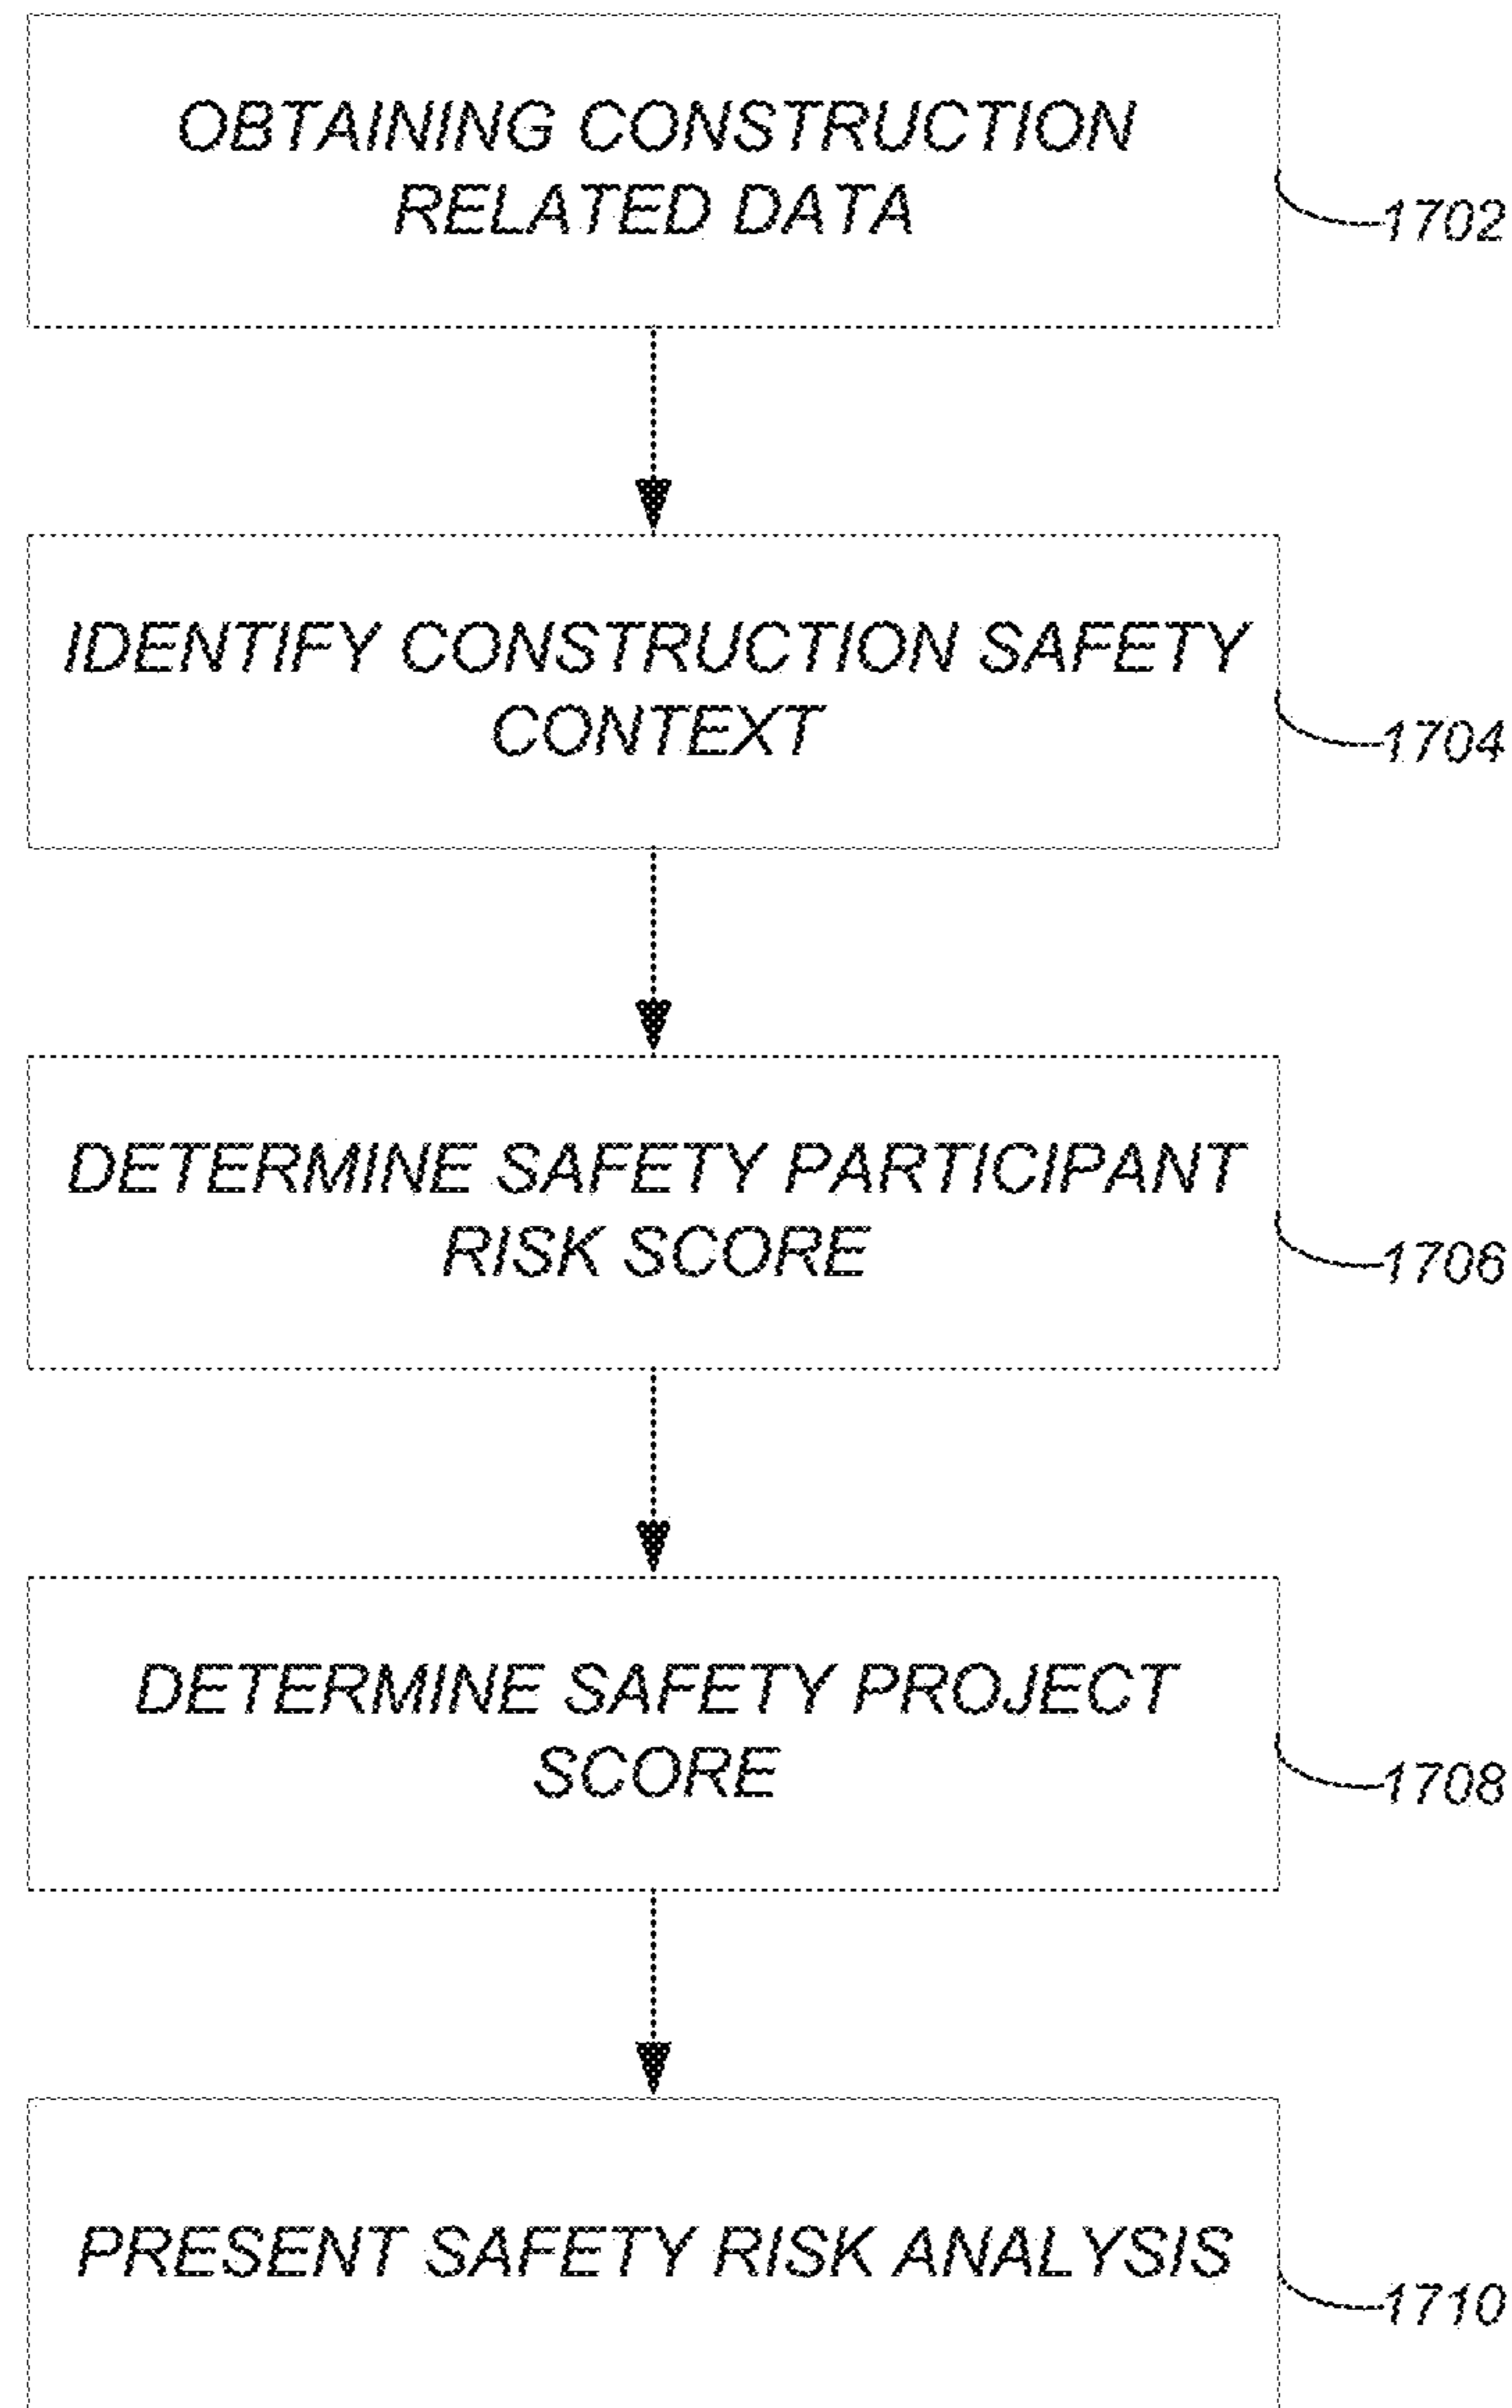 OBTAINING CONSTRUCTION
RELATED DATA
1702
IDENTIFY CONSTRUCTION SAFETY
CONTEXT
1704
DETERMINE SAFETY PARTICIPANT
RISK SCORE
1706
DETERMINE SAFETY PROJECT
SCORE
1708
PRESENT SAFETY RISK ANALYSIS
1710